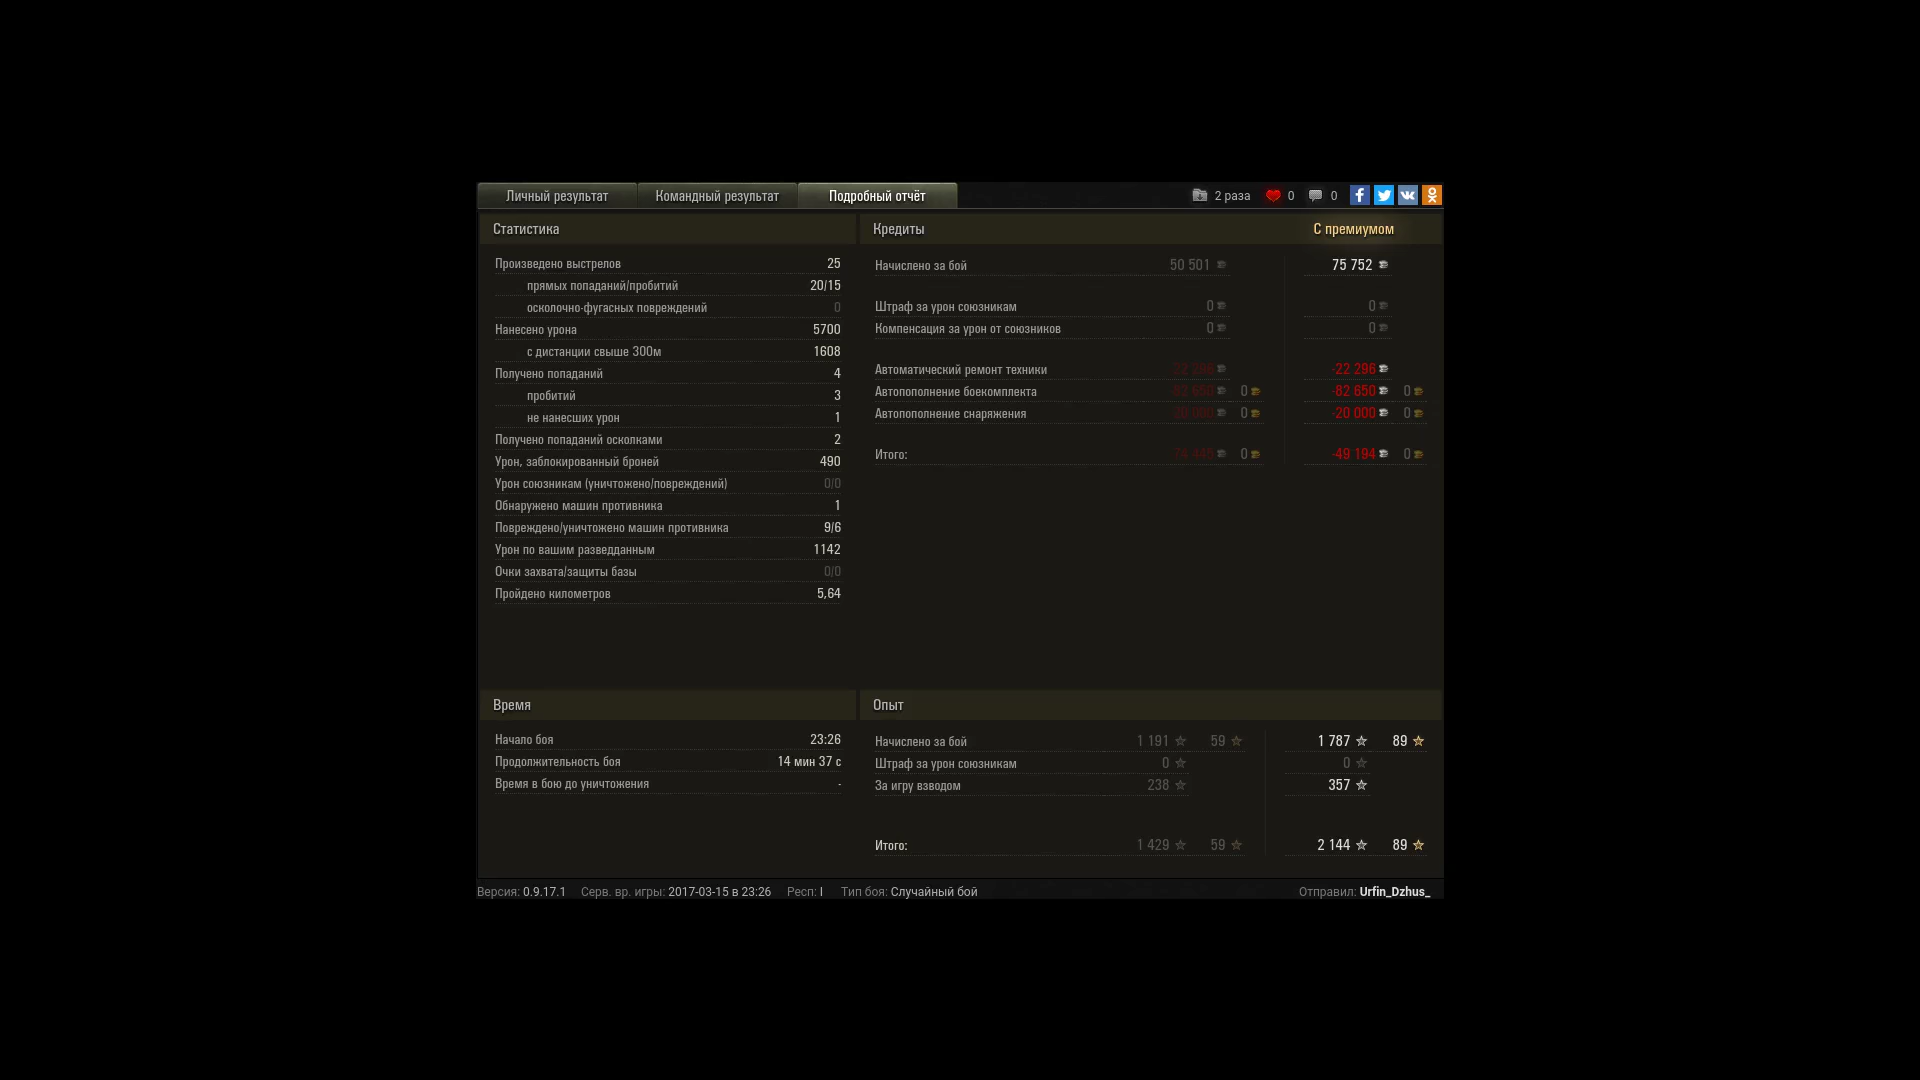 Личный результат Командный результат Подробный отчёт 2 раза 0 0
Статистика
Произведено выстрелов 25
прямых попаданий/пробитий 20/15
осколочно-фугасных повреждений 0
Нанесено урона 5700
с дистанции свыше 300м 1608
Получено попаданий 4
пробитий 3
не нанесших урон 1
Получено попаданий осколками 2
Урон, заблокированный броней 490
Урон союзникам (уничтожено/повреждений) 0/0
Обнаружено машин противника 1
Повреждено/уничтожено машин противника 9/6
Урон по вашим разведданным 1142
Очки захвата/защиты базы 0/0
Пройдено километров 5,64
Кредиты С премиумом
Начислено за бой 50 501 75 752
Штраф за урон союзникам 0 0
Компенсация за урон от союзников 0 0
Автоматический ремонт техники -22 296 -22 296
Автопополнение боекомплекта -82 650 0 -82 650 0
Автопополнение снаряжения -20 000 0 -20 000 0
Итого: -74 445 0 -49 194 0
Время
Начало боя 23:26
Продолжительность боя 14 мин 37 с
Время в бою до уничтожения -
Опыт
Начислено за бой 1 191 59 1 787 89
Штраф за урон союзникам 0 0
За игру взводом 238 357
Итого: 1 429 59 2 144 89
Версия: 0.9.17.1 Серв. вр. игры: 2017-03-15 в 23:26 Респ: I Тип боя: Случайный бой Отправил: Urfin_Dzhus_